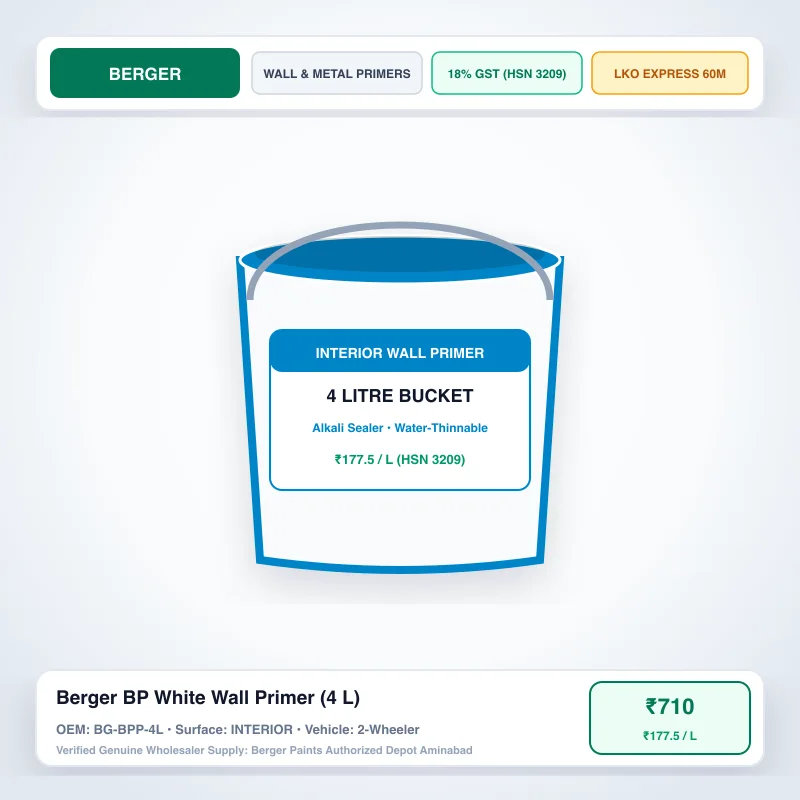 BERGER
WALL & METAL PRIMERS
18% GST (HSN 3209)
LKO EXPRESS 60M
INTERIOR WALL PRIMER
4 LITRE BUCKET
Alkali Sealer • Water-Thinnable
₹177.5 / L (HSN 3209)
Berger BP White Wall Primer (4 L)
OEM: BG-BPP-4L • Surface: INTERIOR • Vehicle: 2-Wheeler
Verified Genuine Wholesaler Supply: Berger Paints Authorized Depot Aminabad
₹710
₹177.5 / L